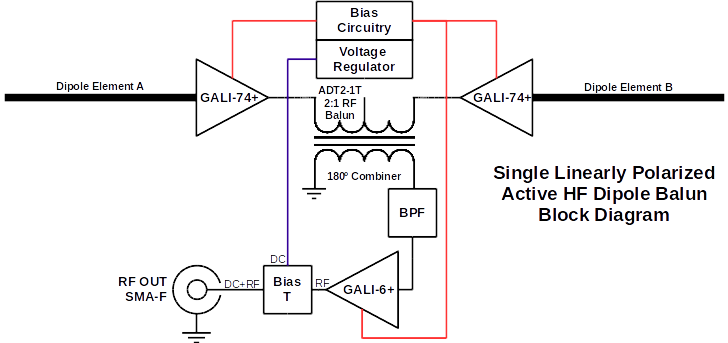 Bias
Circuitry
Voltage
Regulator
Dipole Element A
GALI-74+
ADT2-1T
2:1 RF
Balun
GALI-74+
Dipole Element B
180º Combiner
Single Linearly Polarized
Active HF Dipole Balun
Block Diagram
BPF
DC
RF OUT
SMA-F
DC+RF
Bias
T
RF
GALI-6+